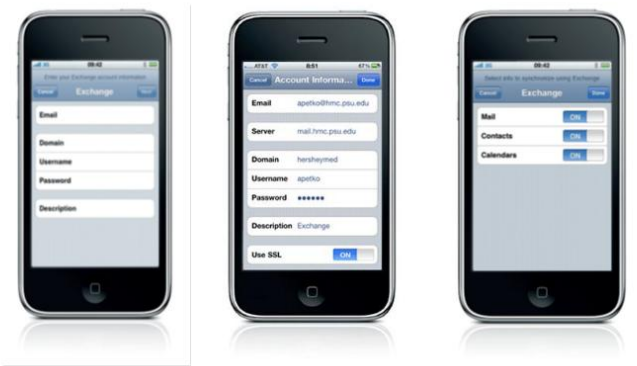 09:42
Enter your Exchange account information
Cancel Exchange Next
Email
Domain
Username
Password
Description
AT&T 8:51 47%
Cancel Account Informa... Done
Email apetko@hmc.psu.edu
Server mail.hmc.psu.edu
Domain hersheymed
Username apetko
Password ••••••
Description Exchange
Use SSL ON
09:42
Select info to synchronize using Exchange
Cancel Exchange Done
Mail ON
Contacts ON
Calendars ON